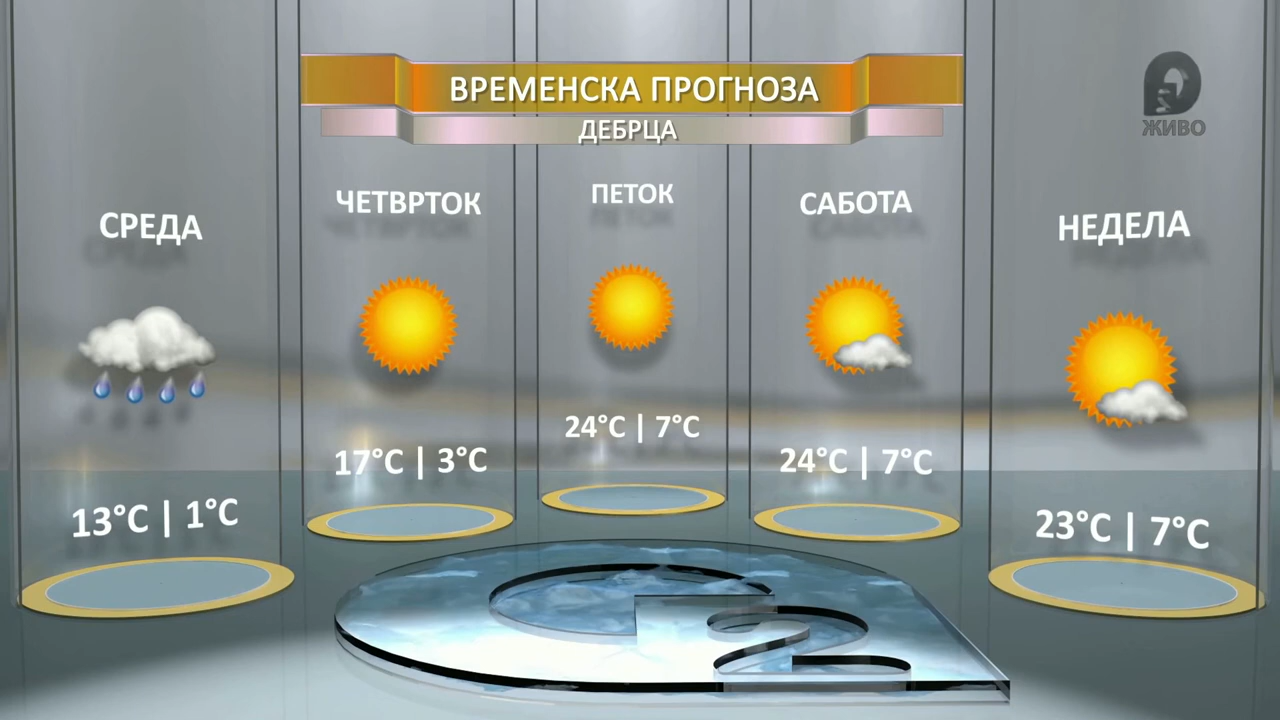 ВРЕМЕНСКА ПРОГНОЗА
ДЕБРЦА
ЖИВО
СРЕДА
13°C | 1°C
ЧЕТВРТОК
17°C | 3°C
ПЕТОК
24°C | 7°C
САБОТА
24°C | 7°C
НЕДЕЛА
23°C | 7°C
2